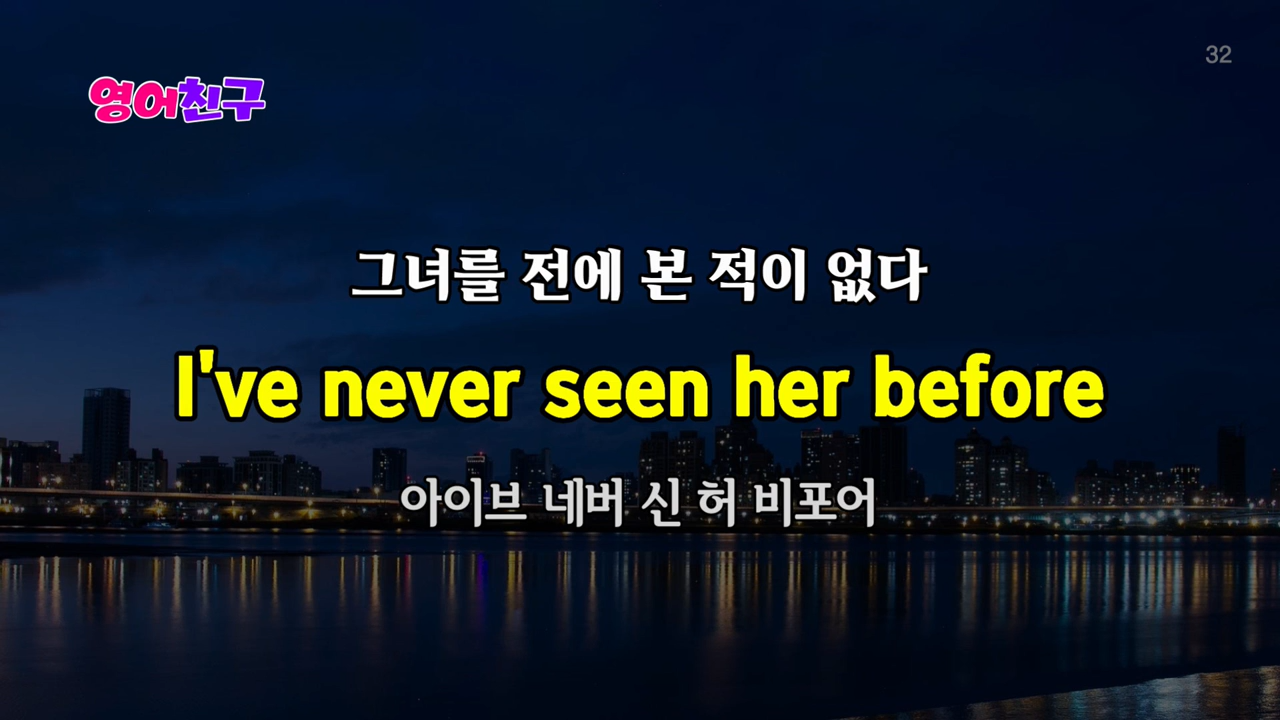 32
영어친구
그녀를 전에 본 적이 없다
I've never seen her before
아이브 네버 신 허 비포어